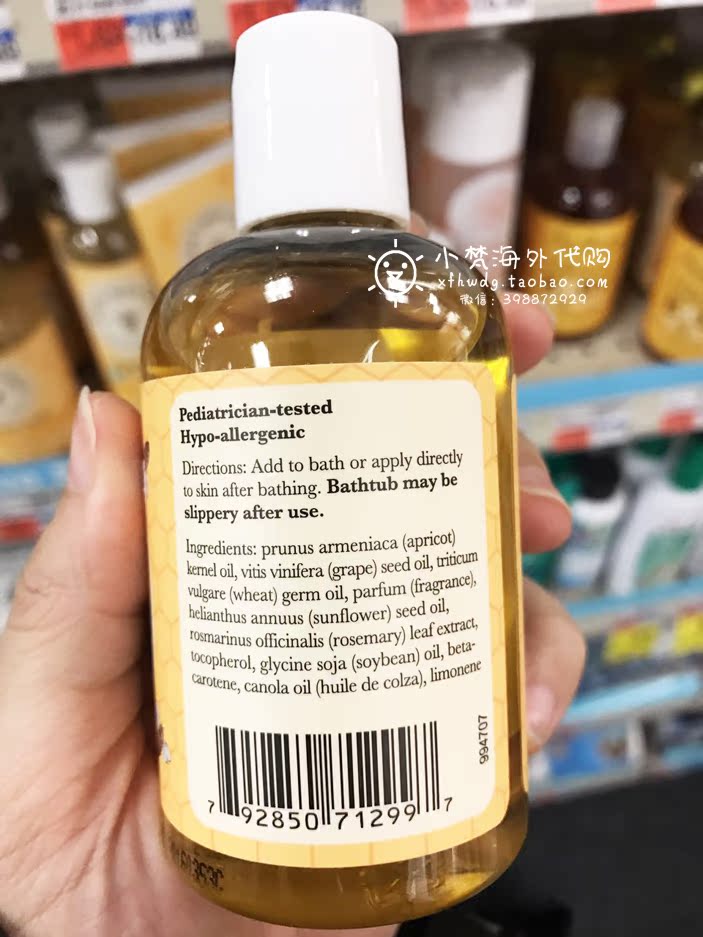 小梵海外代购
xfhwdg.taobao.com
微信：398872929
Pediatrician-tested
Hypo-allergenic
Directions: Add to bath or apply directly
to skin after bathing. Bathtub may be
slippery after use.
Ingredients: prunus armeniaca (apricot)
kernel oil, vitis vinifera (grape) seed oil, triticum
vulgare (wheat) germ oil, parfum (fragrance),
helianthus annuus (sunflower) seed oil,
rosmarinus officinalis (rosemary) leaf extract,
tocopherol, glycine soja (soybean) oil, beta-
carotene, canola oil (huile de colza), limonene
994707
7 92850 71299 7